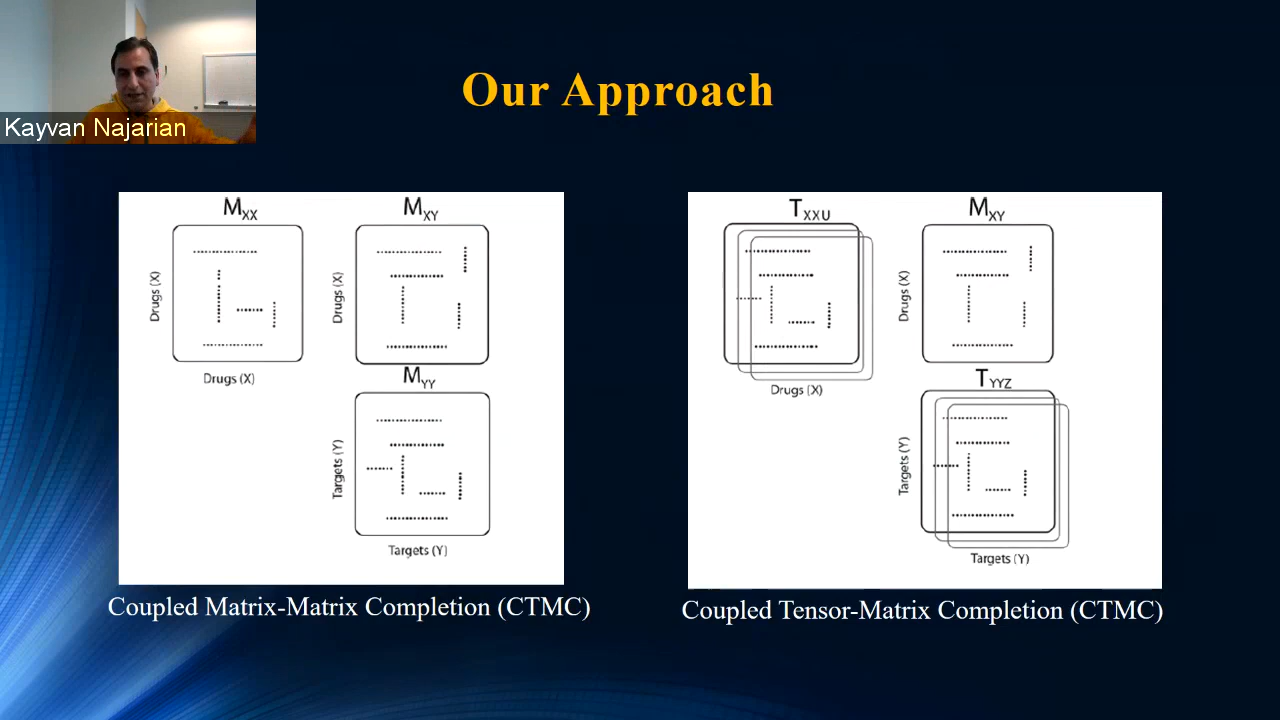 Kayvan Najarian
Our Approach
MXX
Drugs (X)
Drugs (X)
MXY
Drugs (X)
MYY
Targets (Y)
Targets (Y)
Coupled Matrix-Matrix Completion (CTMC)
TXXU
Drugs (X)
MXY
Drugs (X)
TYYZ
Targets (Y)
Targets (Y)
Coupled Tensor-Matrix Completion (CTMC)